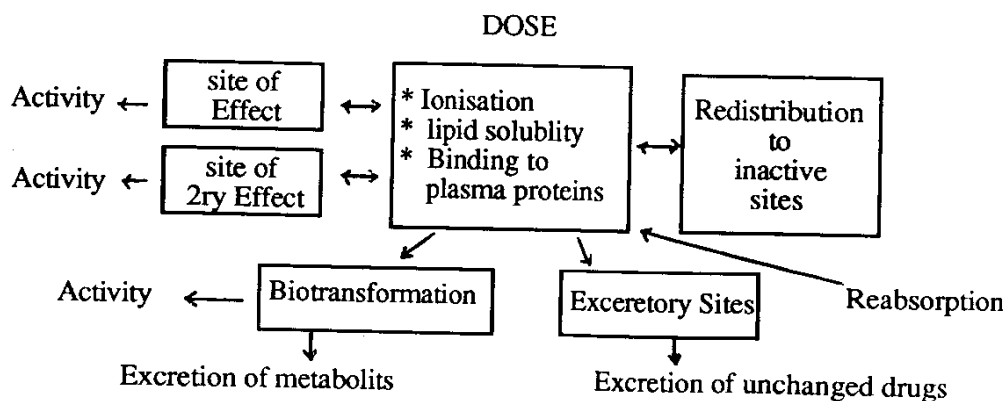 DOSE
Activity
site of
Effect
* Ionisation
* lipid solublity
* Binding to
plasma proteins
Redistribution
to
inactive
sites
Activity
site of
2ry Effect
Activity
Biotransformation
Exceretory Sites
Reabsorption
Excretion of metabolits
Excretion of unchanged drugs